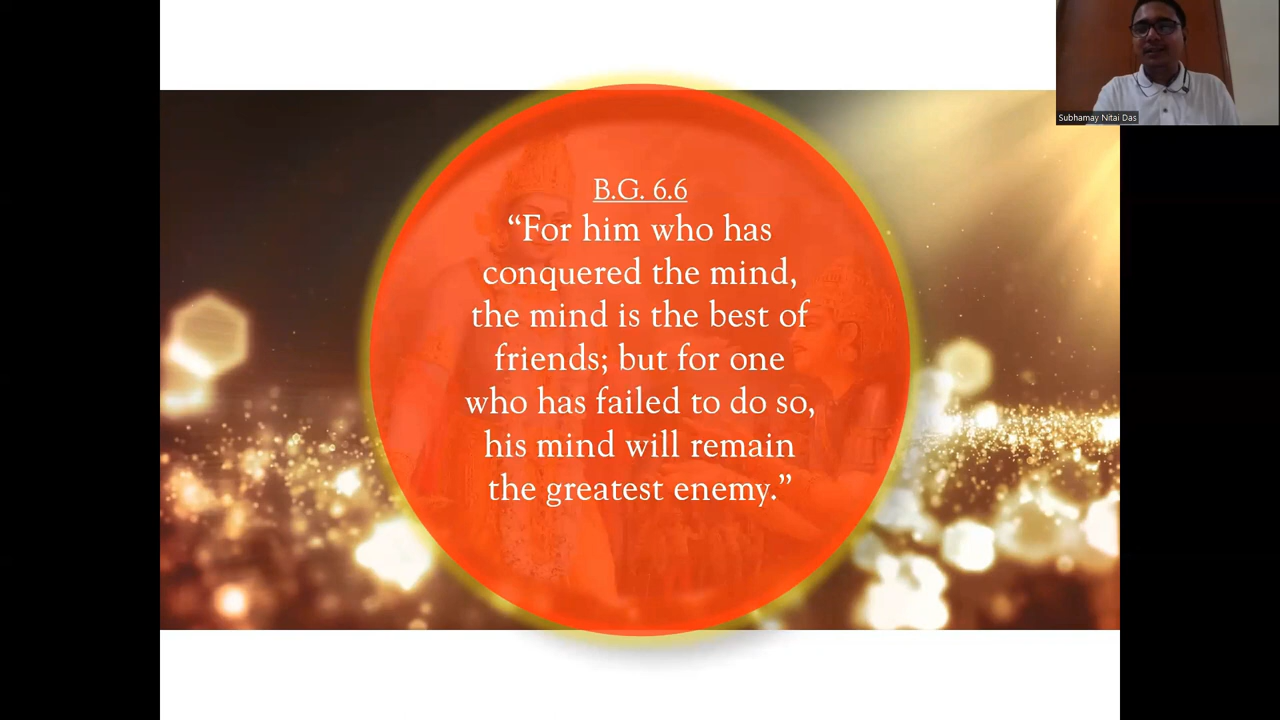 B.G. 6.6
“For him who has
conquered the mind,
the mind is the best of
friends; but for one
who has failed to do so,
his mind will remain
the greatest enemy.”
Subhamay Nitai Das